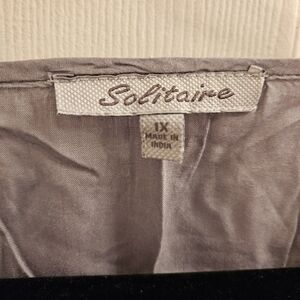 Solitaire
1X
MADE IN
INDIA